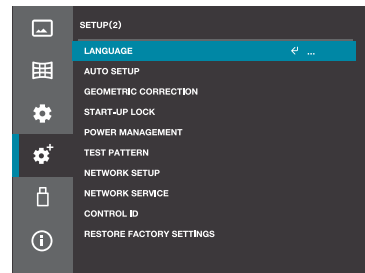 SETUP(2)
LANGUAGE ...
AUTO SETUP
GEOMETRIC CORRECTION
START-UP LOCK
POWER MANAGEMENT
TEST PATTERN
NETWORK SETUP
NETWORK SERVICE
CONTROL ID
RESTORE FACTORY SETTINGS